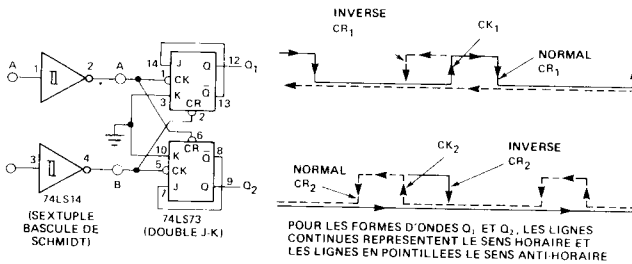 INVERSE
CR1
CK1
NORMAL
CR1
A
1
2
A
14
J
Q
12
Q1
1
CK
K
Q̅
3
CR
13
2
6
CR
10
K
Q̅
8
5
CK
J
Q
9
Q2
7
3
4
B
74LS14
(SEXTUPLE
BASCULE DE
SCHMIDT)
74LS73
(DOUBLE J-K)
NORMAL
CR2
CK2
INVERSE
CR2
POUR LES FORMES D'ONDES Q1 ET Q2, LES LIGNES
CONTINUES REPRESENTENT LE SENS HORAIRE ET
LES LIGNES EN POINTILLEES LE SENS ANTI-HORAIRE